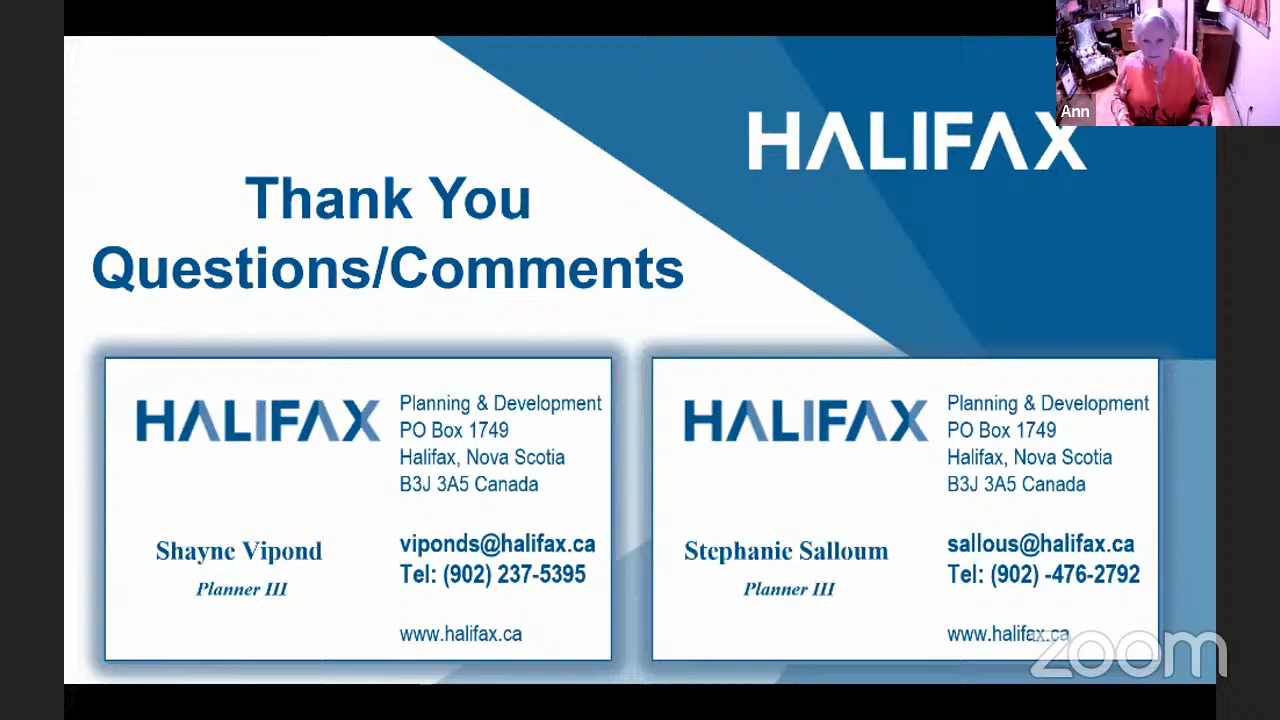 Ann
HALIFAX
Thank You
Questions/Comments
HALIFAX
Planning & Development
PO Box 1749
Halifax, Nova Scotia
B3J 3A5 Canada
Shayne Vipond
Planner III
viponds@halifax.ca
Tel: (902) 237-5395
www.halifax.ca
HALIFAX
Planning & Development
PO Box 1749
Halifax, Nova Scotia
B3J 3A5 Canada
Stephanie Salloum
Planner III
sallous@halifax.ca
Tel: (902) -476-2792
www.halifax.ca
zoom